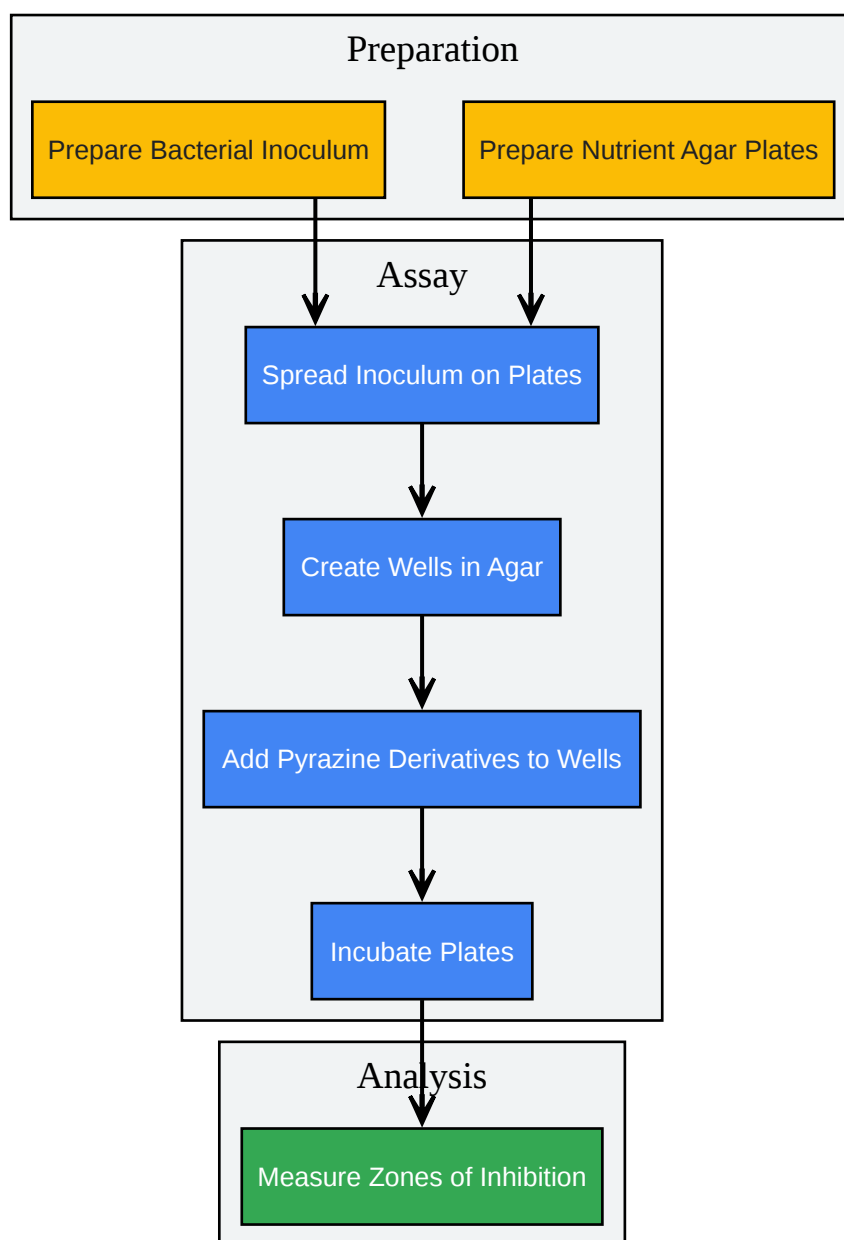 Preparation
Prepare Bacterial Inoculum
Prepare Nutrient Agar Plates
Assay
Spread Inoculum on Plates
Create Wells in Agar
Add Pyrazine Derivatives to Wells
Incubate Plates
Analysis
Measure Zones of Inhibition